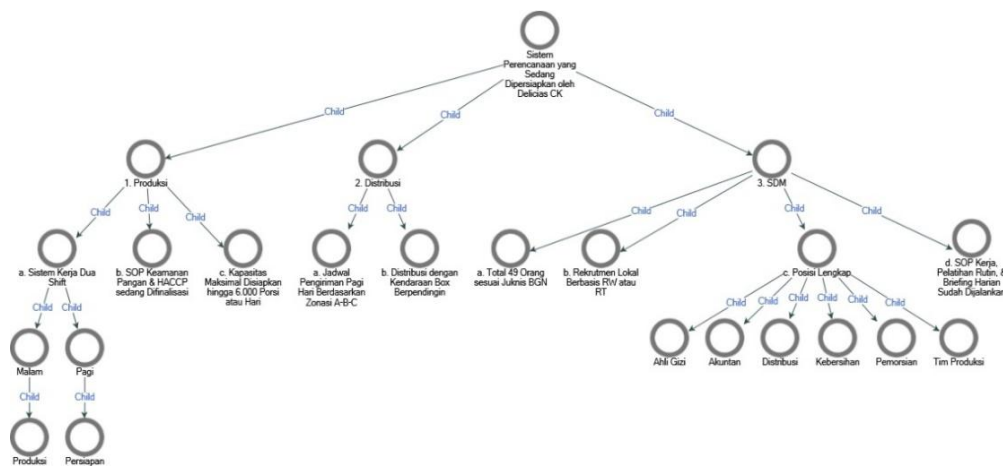 Sistem
Perencanaan yang
Sedang
Dipersiapkan oleh
Delicias CK
Child
Child
Child
1. Produksi
2. Distribusi
3. SDM
Child
Child
Child
Child
Child
Child
Child
Child
Child
a. Sistem Kerja Dua
Shift
b. SOP Keamanan
Pangan & HACCP
sedang Difinalisasi
c. Kapasitas
Maksimal Disiapkan
hingga 6.000 Porsi
atau Hari
a. Jadwal
Pengiriman Pagi
Hari Berdasarkan
Zonasi A-B-C
b. Distribusi dengan
Kendaraan Box
Berpendingin
a. Total 49 Orang
sesuai Juknis BGN
b. Rekrutmen Lokal
Berbasis RW atau
RT
c. Posisi Lengkap
d. SOP Kerja,
Pelatihan Rutin, &
Briefing Harian
Sudah Dijalankan
Child
Child
Child
Child
Child
Child
Child
Child
Malam
Pagi
Ahli Gizi
Akuntan
Distribusi
Kebersihan
Pemorsian
Tim Produksi
Child
Child
Produksi
Persiapan